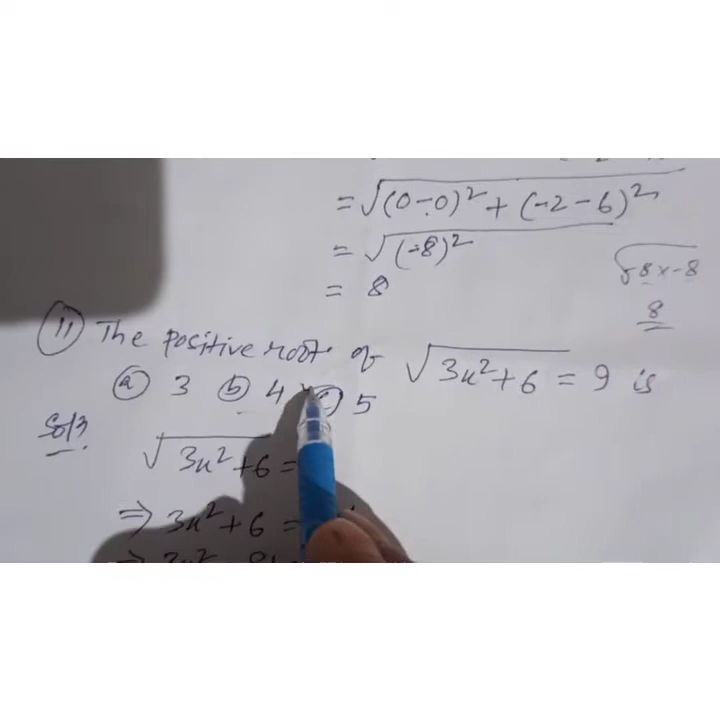 = √(0-0)² + (-2-6)²
= √(-8)²
= 8
√-8 x -8
8
(11) The positive root of √3x²+6 = 9 is
(a) 3 (b) 4 (c) 5
Sol:
√3x²+6 =
⇒ 3x²+6 =